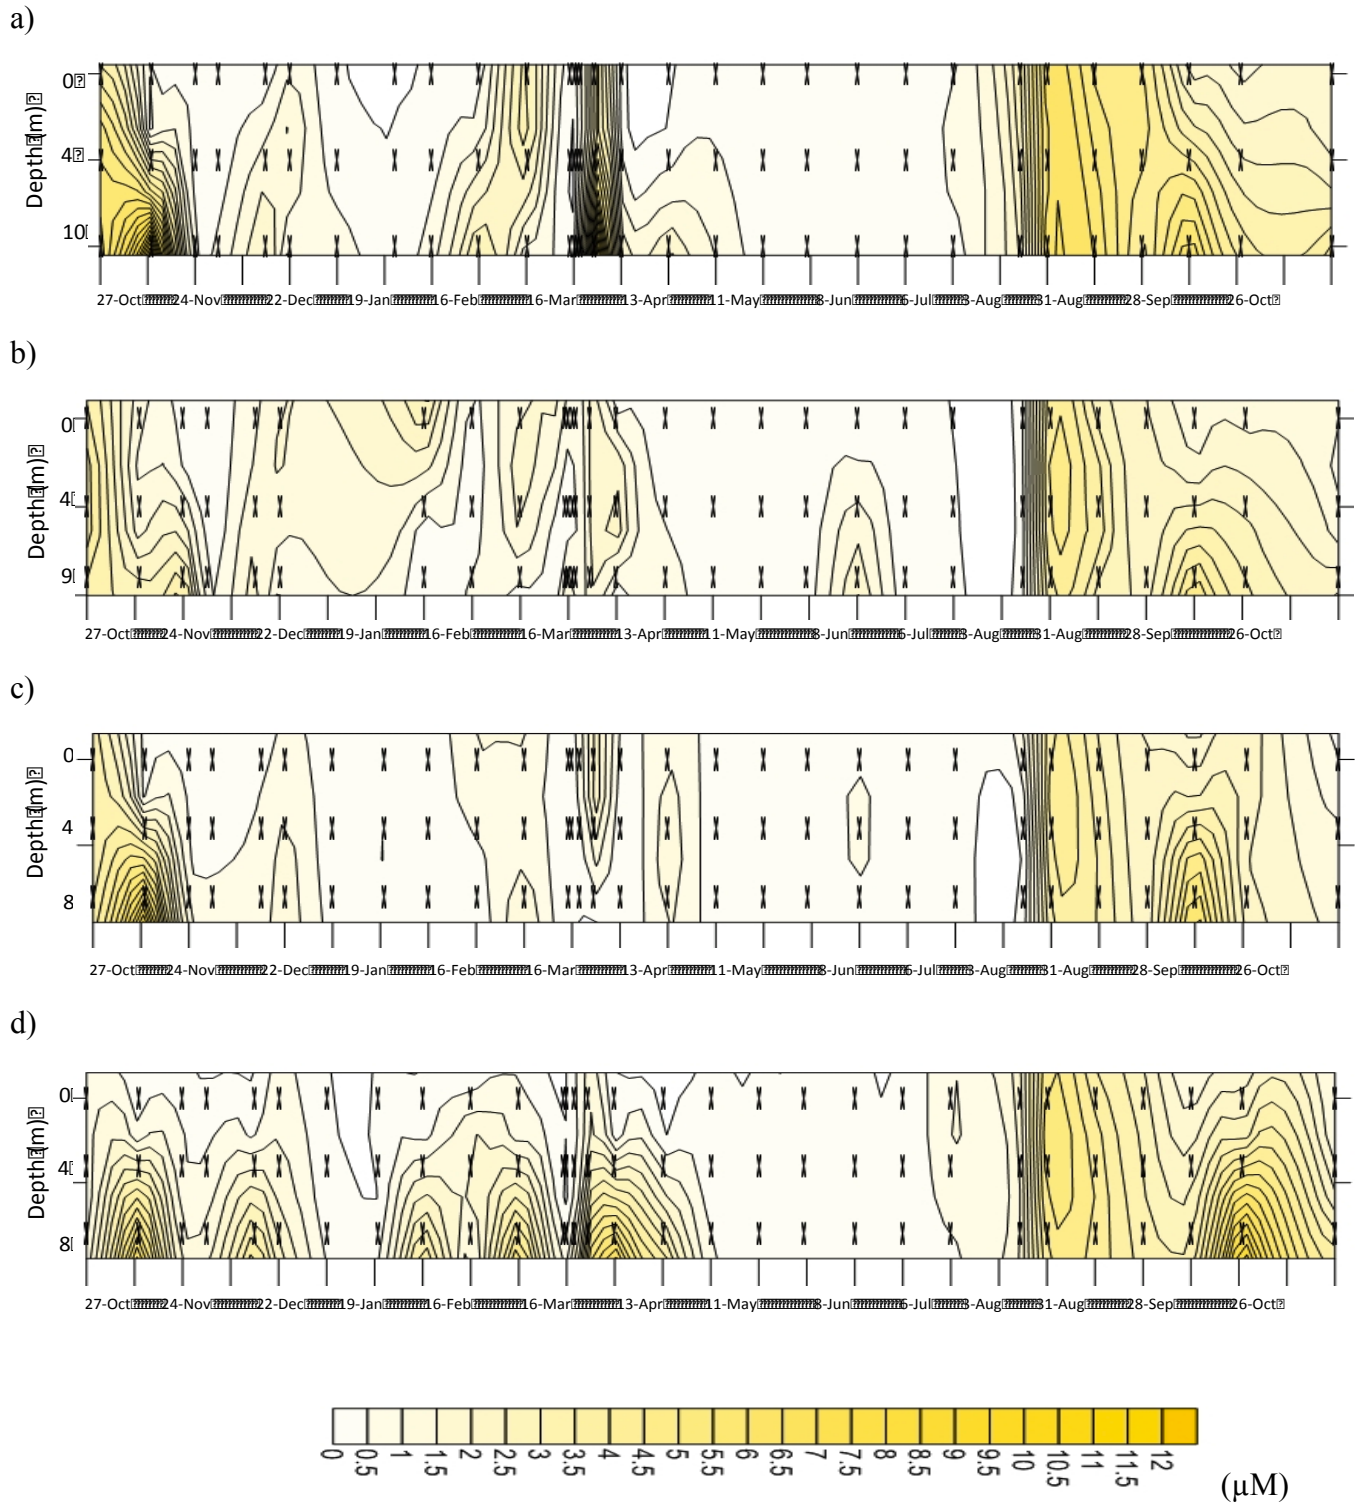 a)
0
4
10
Depth (m)
27-Oct 24-Nov 22-Dec 19-Jan 16-Feb 16-Mar 13-Apr 11-May 8-Jun 6-Jul 3-Aug 31-Aug 28-Sep 26-Oct
b)
0
4
9
Depth (m)
27-Oct 24-Nov 22-Dec 19-Jan 16-Feb 16-Mar 13-Apr 11-May 8-Jun 6-Jul 3-Aug 31-Aug 28-Sep 26-Oct
c)
0
4
8
Depth (m)
27-Oct 24-Nov 22-Dec 19-Jan 16-Feb 16-Mar 13-Apr 11-May 8-Jun 6-Jul 3-Aug 31-Aug 28-Sep 26-Oct
d)
0
4
8
Depth (m)
27-Oct 24-Nov 22-Dec 19-Jan 16-Feb 16-Mar 13-Apr 11-May 8-Jun 6-Jul 3-Aug 31-Aug 28-Sep 26-Oct
0 0.5 1 1.5 2 2.5 3 3.5 4 4.5 5 5.5 6 6.5 7 7.5 8 8.5 9 9.5 10 10.5 11 11.5 12
(µM)